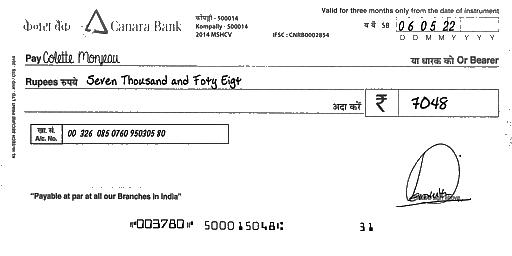 केनरा बैंक Canara Bank
कोंपल्ली - 500014
Kompally - 500014
2014 MSHCV
IFSC : CNRB0002854
Valid for three months only from the date of instrument
06 05 22
D D M M Y Y Y Y
Pay Colette Monjeau या धारक को Or Bearer
Rupees रुपये Seven Thousand and Foty Eigt
अदा करें ₹ 7048
खा. सं.
A/c. No. 00 326 085 0760 950305 80
"Payable at par at all our Branches in India"
⑈003780⑈ 500015048⑆ 31